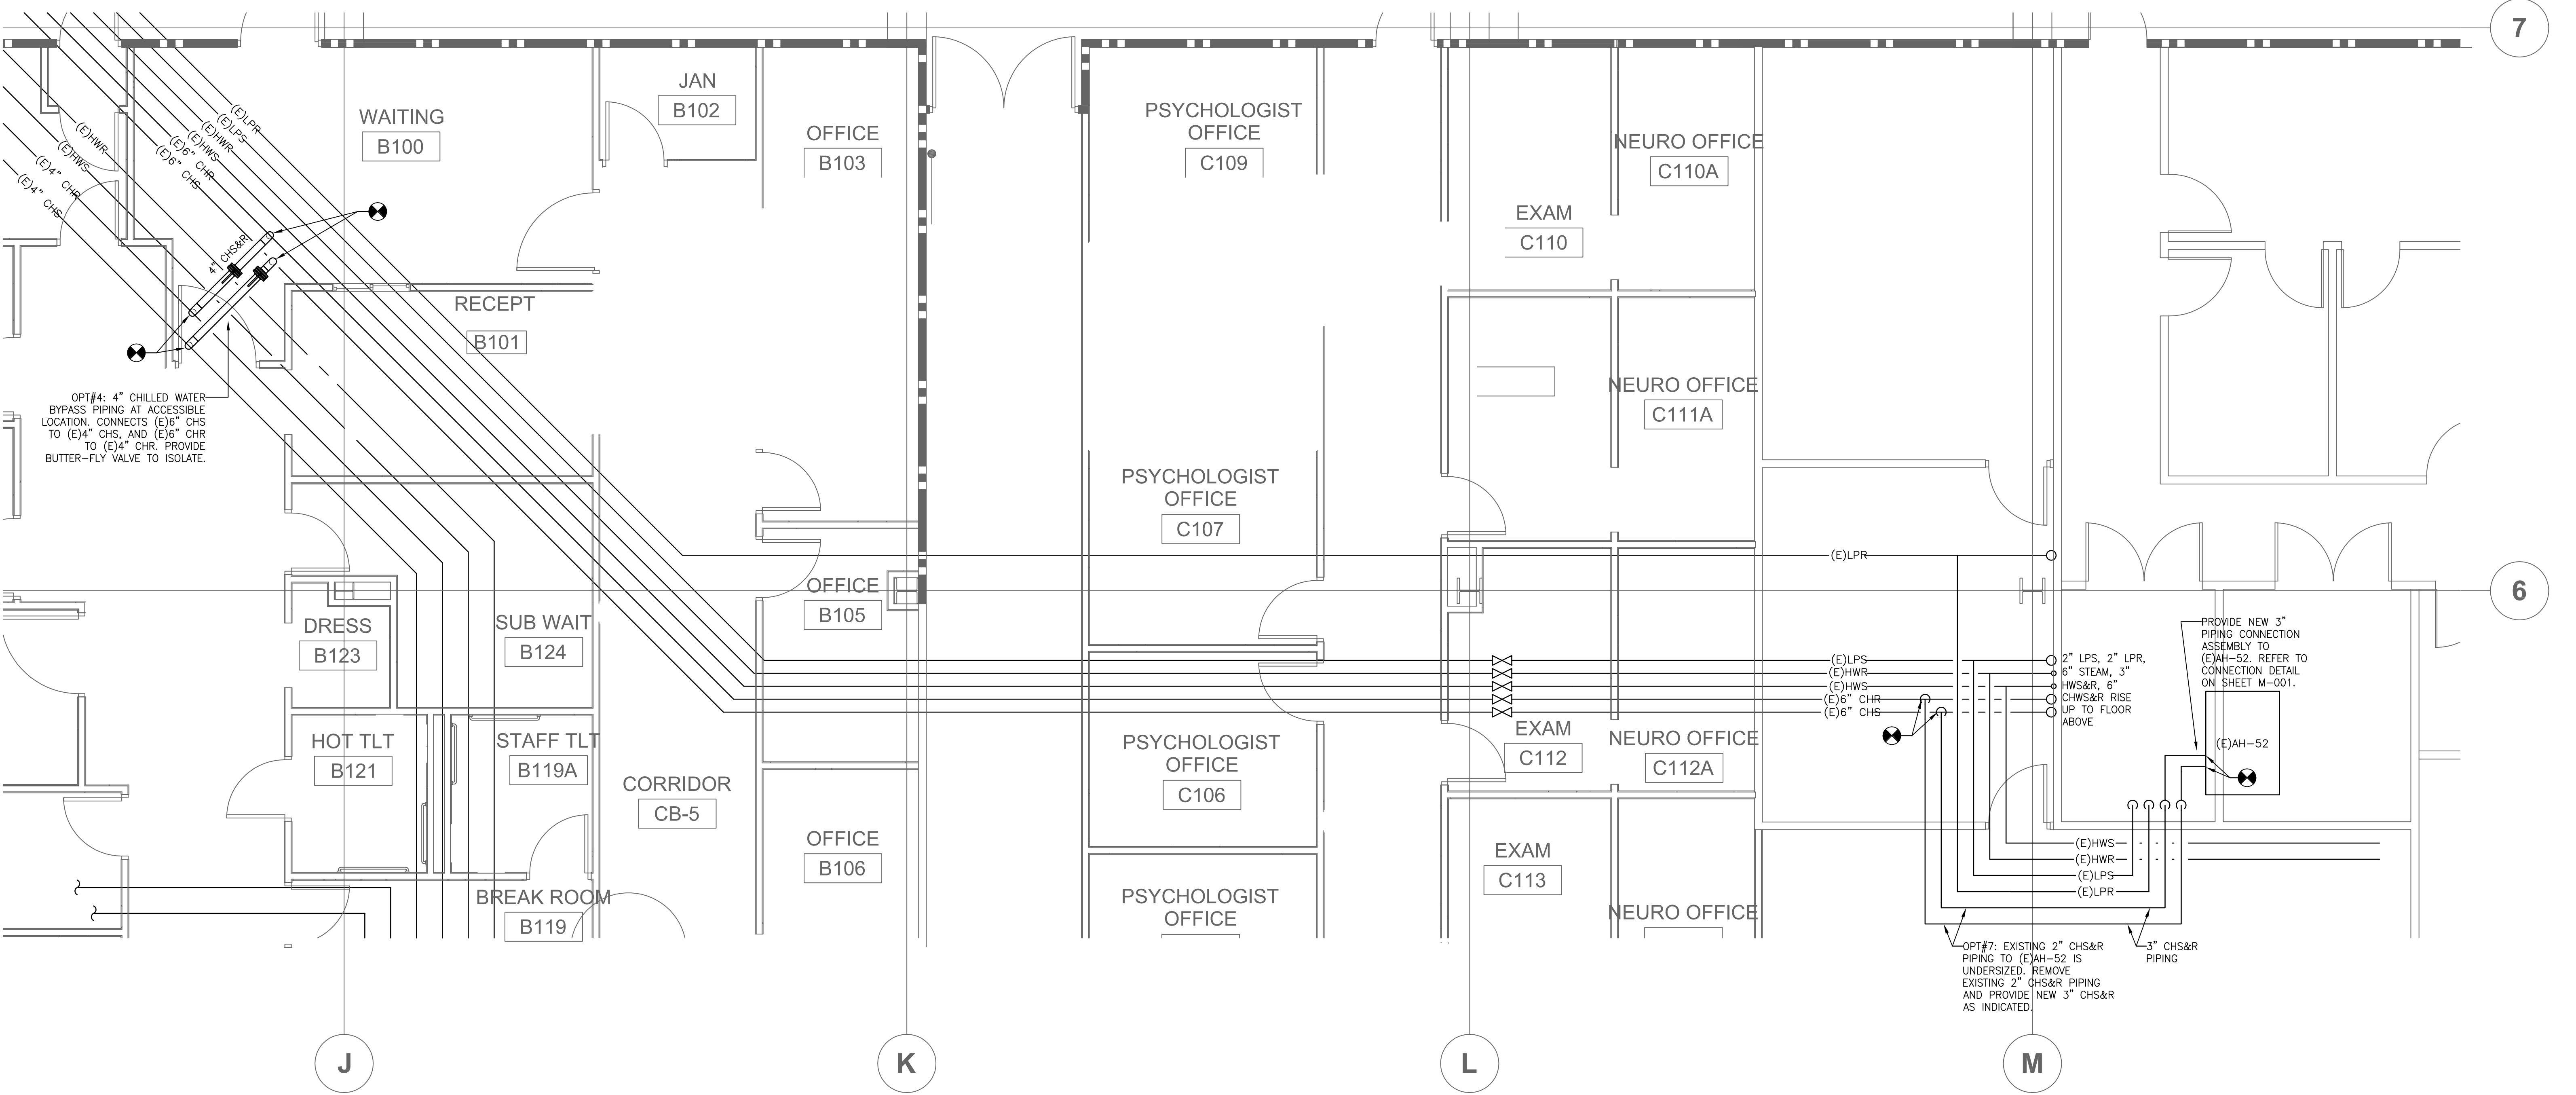 7
JAN
B102
WAITING
B100
OFFICE
B103
PSYCHOLOGIST
OFFICE
C109
NEURO OFFICE
C110A
EXAM
C110
(E)LPR
(E)LPS
(E)HWR
(E)HWS
(E)6" CHR
(E)6" CHS
(E)HWR
(E)HWS
(E)4" CHR
(E)4" CHS
4" CHS&R
RECEPT
B101
OPT#4: 4" CHILLED WATER
BYPASS PIPING AT ACCESSIBLE
LOCATION. CONNECTS (E)6" CHS
TO (E)4" CHS, AND (E)6" CHR
TO (E)4" CHR. PROVIDE
BUTTER-FLY VALVE TO ISOLATE.
NEURO OFFICE
C111A
PSYCHOLOGIST
OFFICE
C107
(E)LPR
6
OFFICE
B105
DRESS
B123
SUB WAIT
B124
(E)LPS
(E)HWR
(E)HWS
(E)6" CHR
(E)6" CHS
2" LPS, 2" LPR,
6" STEAM, 3"
HWS&R, 6"
CHWS&R RISE
UP TO FLOOR
ABOVE
PROVIDE NEW 3"
PIPING CONNECTION
ASSEMBLY TO
(E)AH-52. REFER TO
CONNECTION DETAIL
ON SHEET M-001.
(E)AH-52
HOT TLT
B121
STAFF TLT
B119A
CORRIDOR
CB-5
PSYCHOLOGIST
OFFICE
C106
EXAM
C112
NEURO OFFICE
C112A
OFFICE
B106
EXAM
C113
BREAK ROOM
B119
PSYCHOLOGIST
OFFICE
NEURO OFFICE
(E)HWS
(E)HWR
(E)LPS
(E)LPR
OPT#7: EXISTING 2" CHS&R
PIPING TO (E)AH-52 IS
UNDERSIZED. REMOVE
EXISTING 2" CHS&R PIPING
AND PROVIDE NEW 3" CHS&R
AS INDICATED.
3" CHS&R
PIPING
J
K
L
M